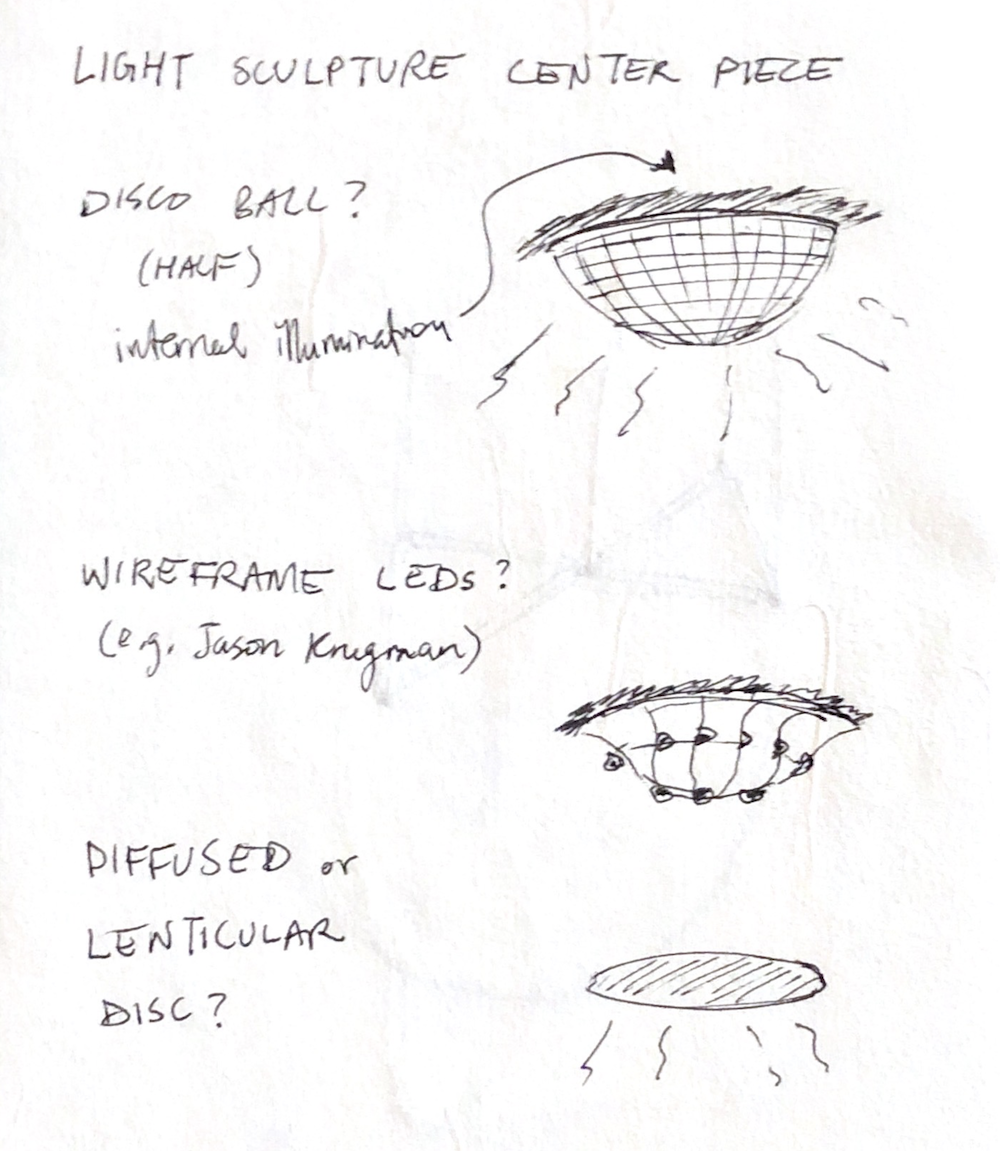 LIGHT SCULPTURE CENTER PIECE
DISCO BALL?
(HALF)
internal illumination
WIREFRAME LEDs?
(e.g. Jason Krugman)
DIFFUSED or
LENTICULAR
DISC?